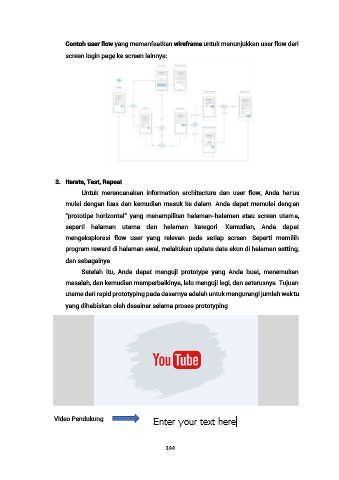 Contoh user flow yang memanfaatkan wireframe untuk menunjukkan user flow dari
screen login page ke screen lainnya:
3. Iterate, Test, Repeat
Untuk merencanakan information architecture dan user flow, Anda harus
mulai dengan luas dan kemudian masuk ke dalam. Anda dapat memulai dengan
"prototipe horizontal" yang menampilkan halaman-halaman atau screen utama,
seperti halaman utama dan halaman kategori. Kemudian, Anda dapat
mengeksplorasi flow user yang relevan pada setiap screen. Seperti memilih
program reward di halaman awal, melakukan update data akun di halaman setting,
dan sebagainya.
Setelah itu, Anda dapat menguji prototype yang Anda buat, menemukan
masalah, dan kemudian memperbaikinya, lalu menguji lagi, dan seterusnya. Tujuan
utama dari rapid prototyping pada dasarnya adalah untuk mengurangi jumlah waktu
yang dihabiskan oleh desainer selama proses prototyping.
YouTube
Video Pendukung
Enter your text here
144